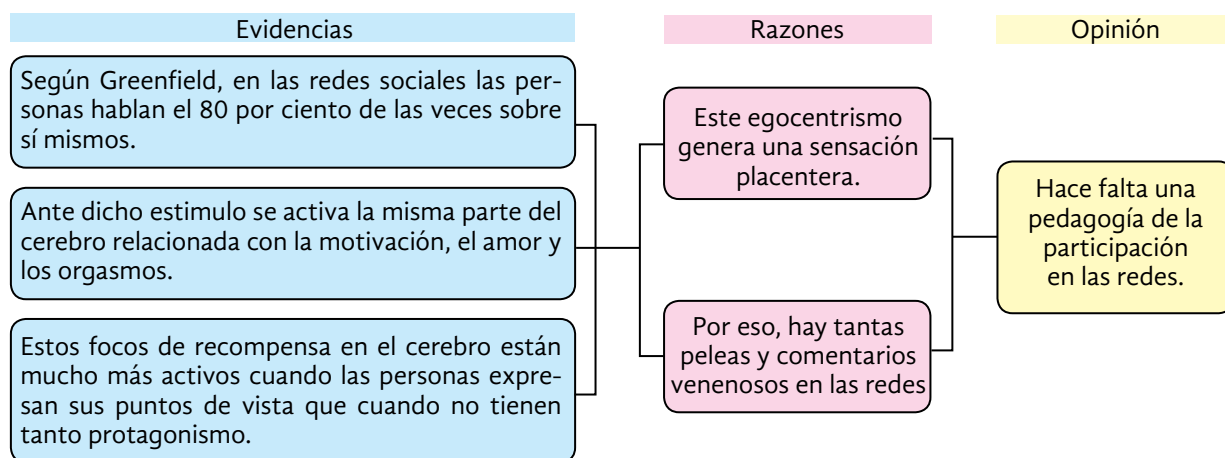 Evidencias
Según Greenfield, en las redes sociales las per-
sonas hablan el 80 por ciento de las veces sobre
sí mismos.
Ante dicho estimulo se activa la misma parte del
cerebro relacionada con la motivación, el amor y
los orgasmos.
Estos focos de recompensa en el cerebro están
mucho más activos cuando las personas expre-
san sus puntos de vista que cuando no tienen
tanto protagonismo.
Razones
Este egocentrismo
genera una sensación
placentera.
Por eso, hay tantas
peleas y comentarios
venenosos en las redes
Opinión
Hace falta una
pedagogía de la
participación
en las redes.